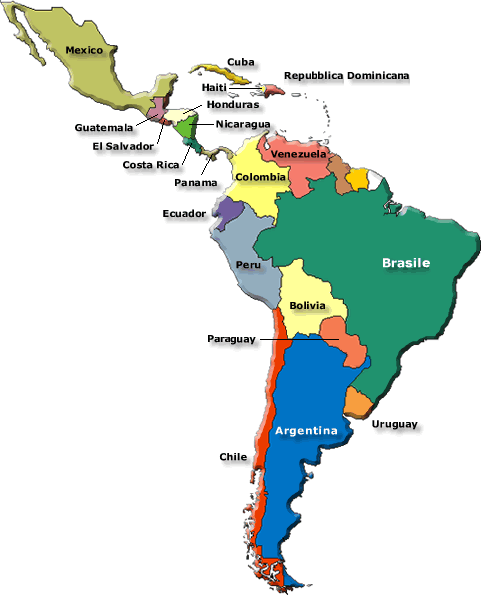 Mexico
Cuba
Repubblica Dominicana
Haiti
Honduras
Guatemala
Nicaragua
El Salvador
Costa Rica
Panama
Venezuela
Colombia
Ecuador
Peru
Brasile
Bolivia
Paraguay
Uruguay
Argentina
Chile